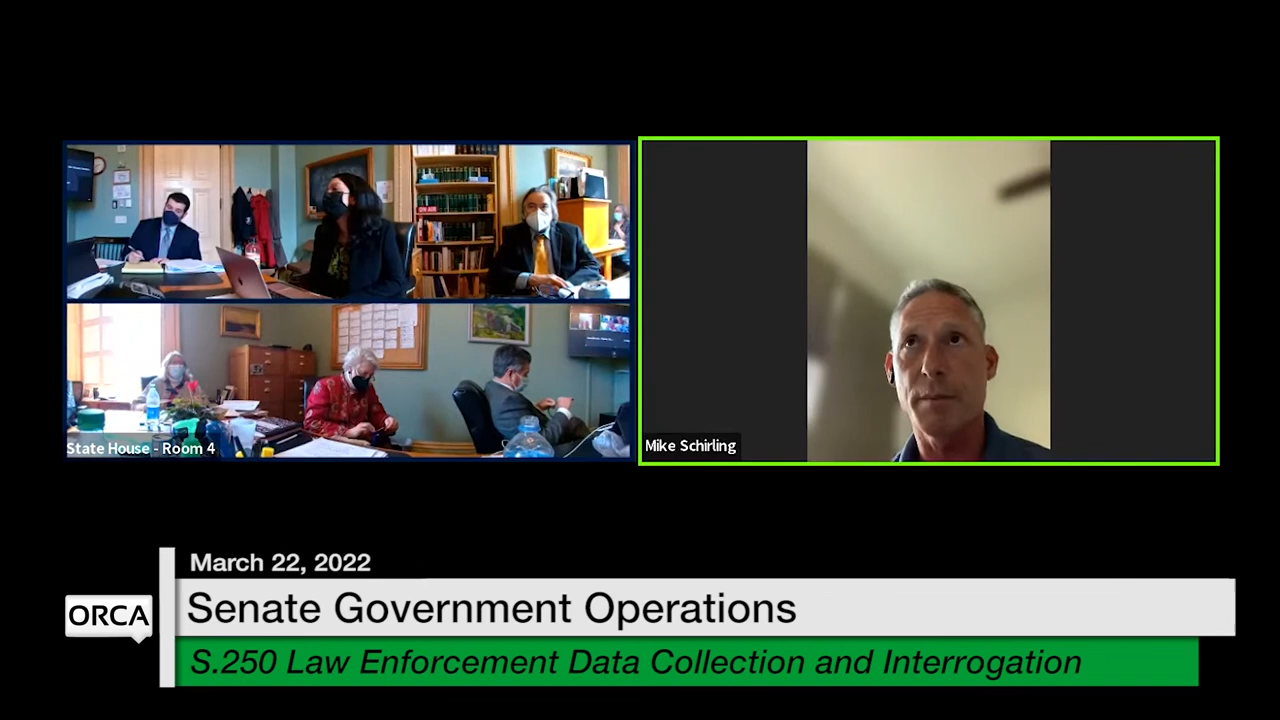 State House - Room 4
Mike Schirling
March 22, 2022
ORCA
Senate Government Operations
S.250 Law Enforcement Data Collection and Interrogation